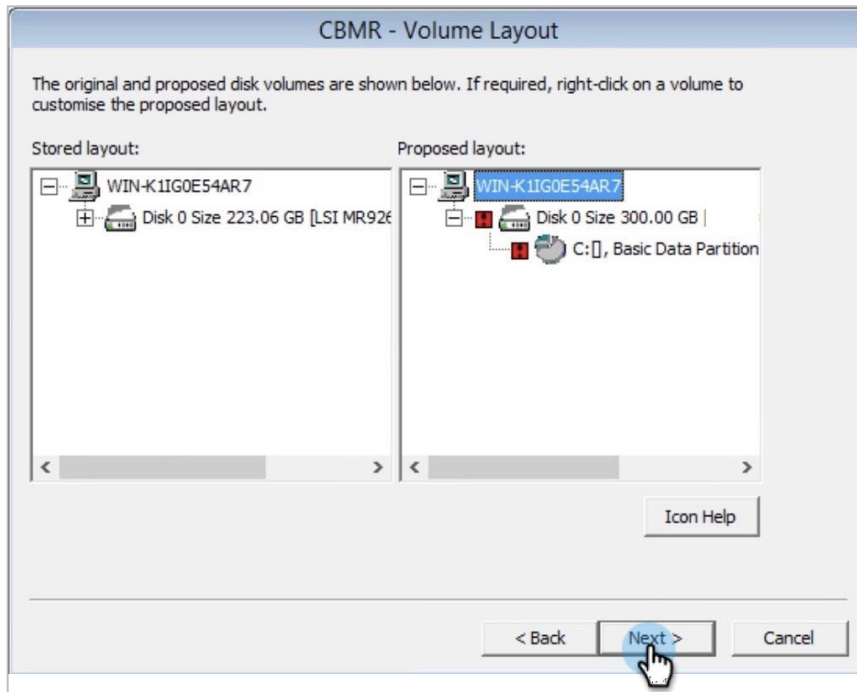 CBMR - Volume Layout
The original and proposed disk volumes are shown below. If required, right-click on a volume to
customise the proposed layout.
Stored layout:
WIN-K1IG0E54AR7
Disk 0 Size 223.06 GB [LSI MR926
Proposed layout:
WIN-K1IG0E54AR7
Disk 0 Size 300.00 GB |
C:[], Basic Data Partition
Icon Help
< Back
Next >
Cancel